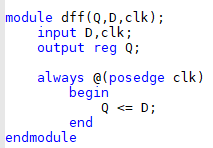 module dff(Q,D,clk);
    input D,clk;
    output reg Q;

    always @(posedge clk)
        begin
            Q <= D;
        end
endmodule